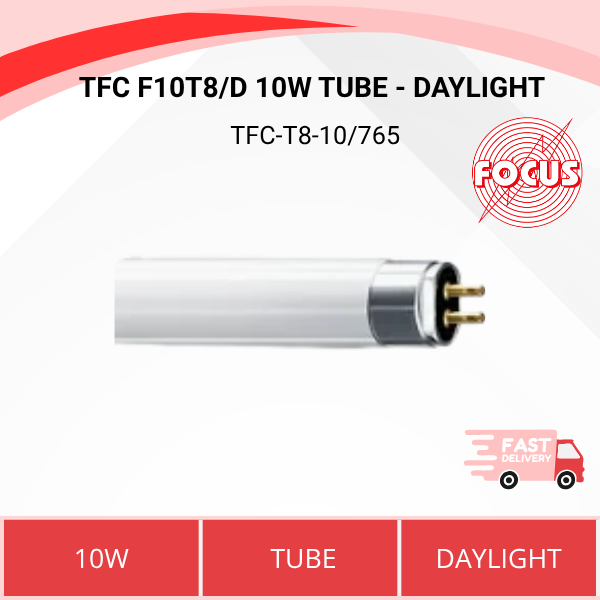 TFC F10T8/D 10W TUBE - DAYLIGHT
TFC-T8-10/765
FOCUS
FAST
DELIVERY
10W
TUBE
DAYLIGHT